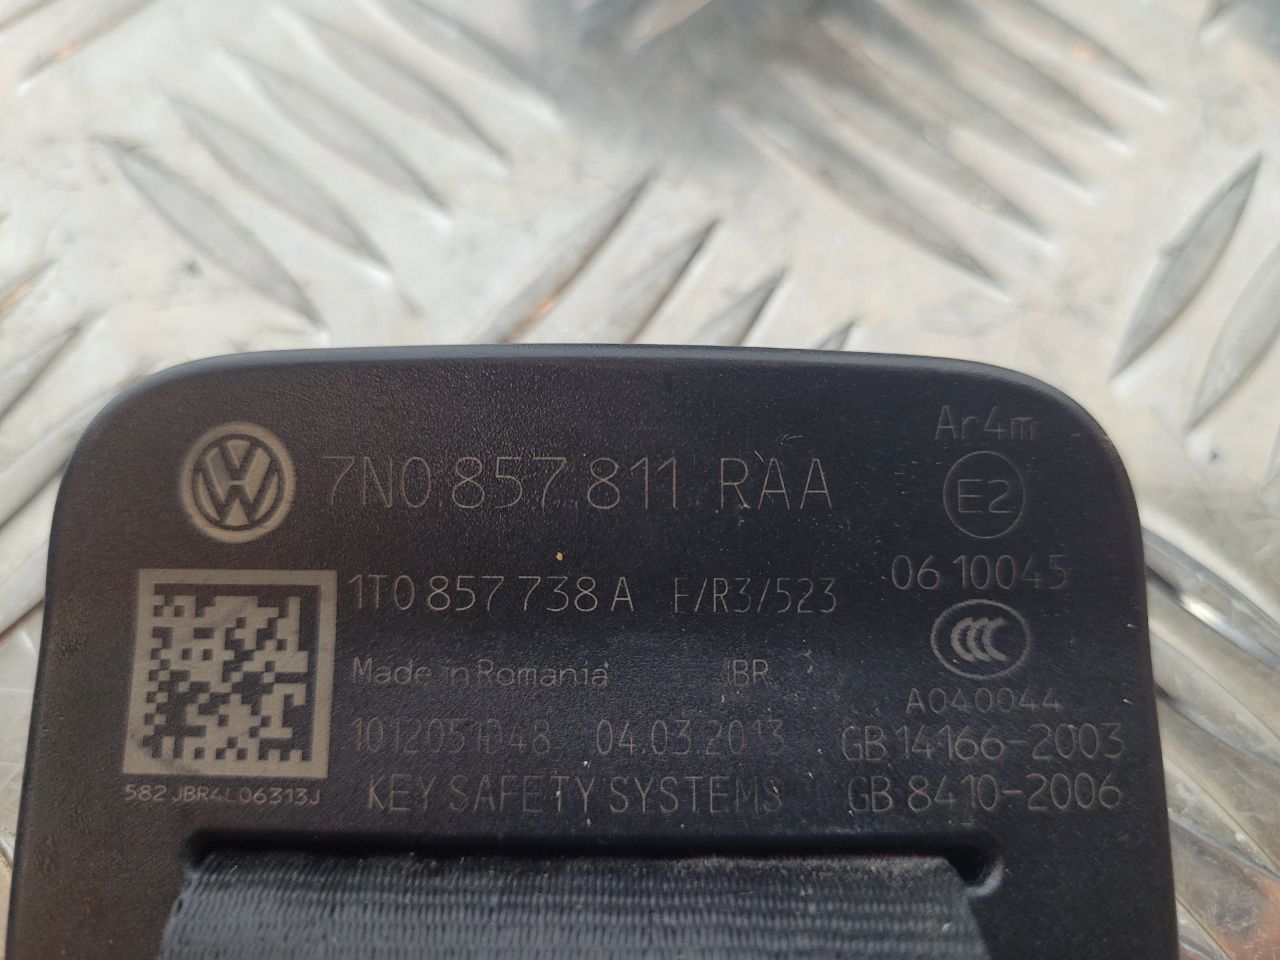 Ar4m
7N0 857 811 RAA
E2
1T0 857 738 A F/R3/523
06 10045
Made in Romania BR
A040044
1012051B48 04.03.2013
GB 14166-2003
582 JBR4L06313J
KEY SAFETY SYSTEMS
GB 8410-2006